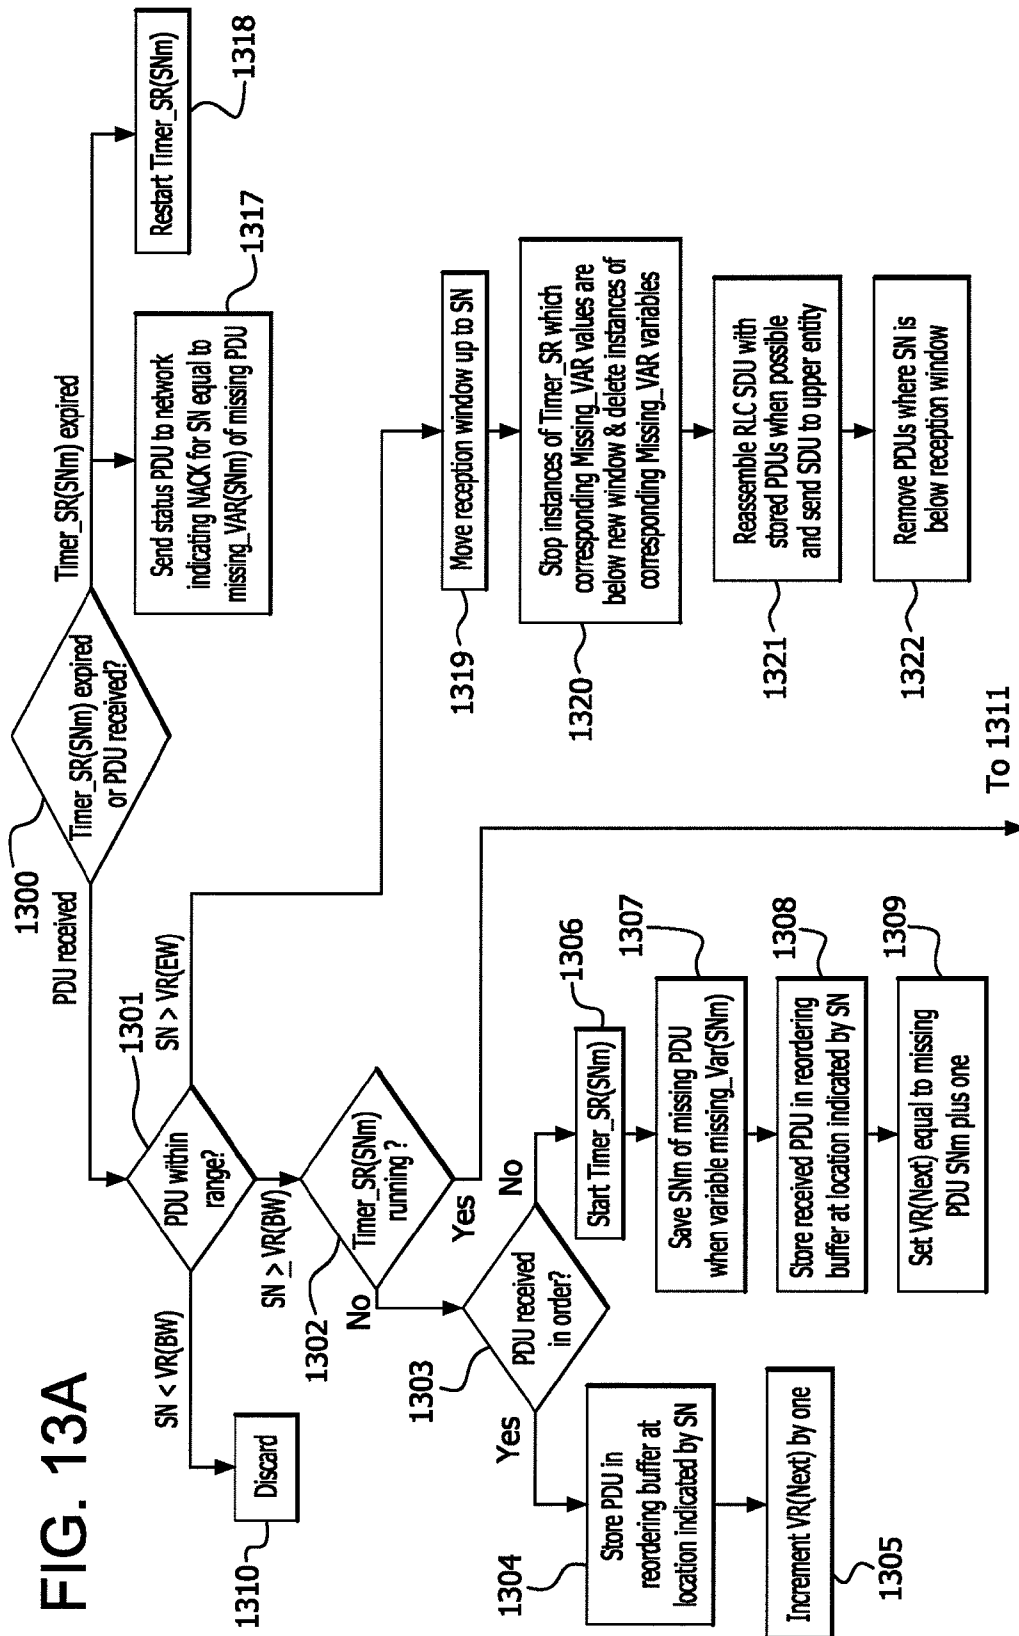 FIG. 13A
1300
Timer_SR(SNm) expired
or PDU received?
PDU received
Timer_SR(SNm) expired
1301
PDU within
range?
SN < VR(BW)
SN > VR(EW)
SN ≥ VR(BW)
1310
Discard
1302
Timer_SR(SNm)
running ?
No
Yes
1303
PDU received
in order?
Yes
No
1304
Store PDU in
reordering buffer at
location indicated by SN
1305
Increment VR(Next) by one
1306
Start Timer_SR(SNm)
1307
Save SNm of missing PDU
when variable missing_Var(SNm)
1308
Store received PDU in reordering
buffer at location indicated by SN
1309
Set VR(Next) equal to missing
PDU SNm plus one
To 1311
1317
Send status PDU to network
indicating NACK for SN equal to
missing_VAR(SNm) of missing PDU
1318
Restart Timer_SR(SNm)
1319
Move reception window up to SN
1320
Stop instances of Timer_SR which
corresponding Missing_VAR values are
below new window & delete instances of
corresponding Missing_VAR variables
1321
Reassemble RLC SDU with
stored PDUs when possible
and send SDU to upper entity
1322
Remove PDUs where SN is
below reception window